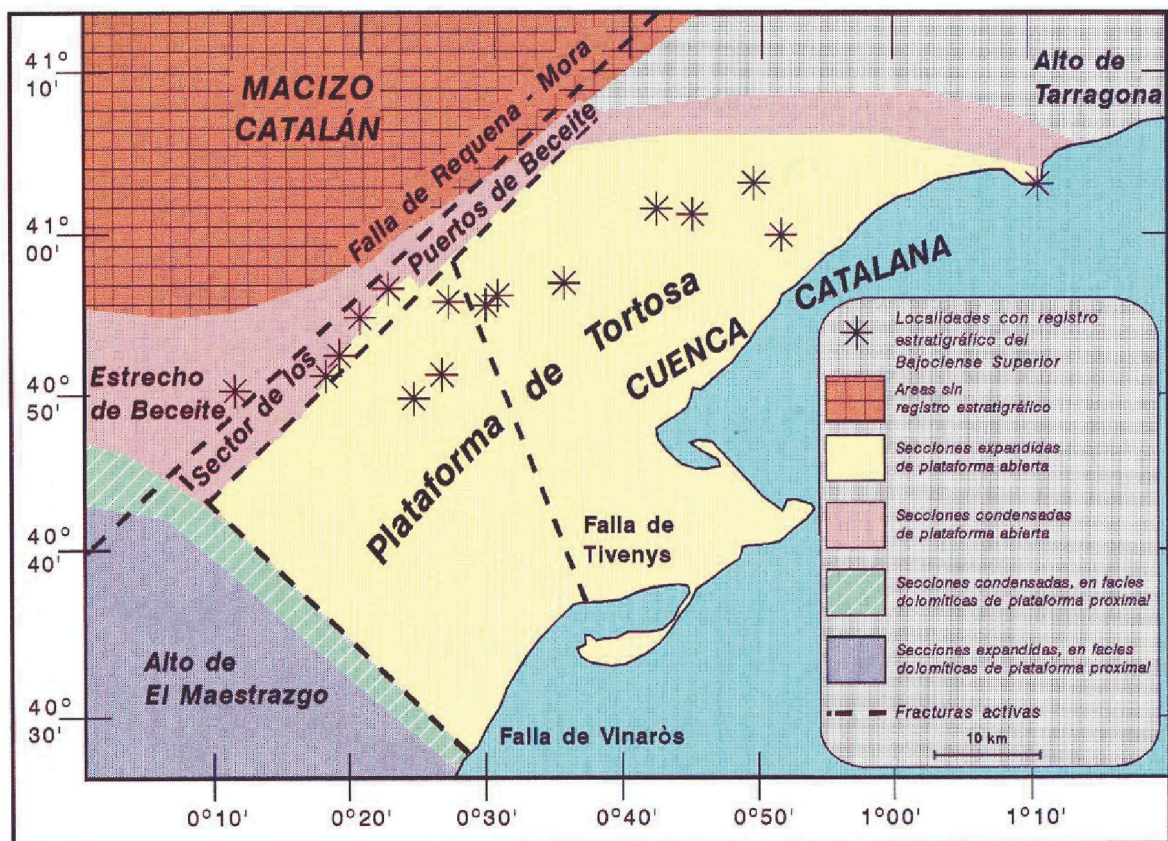 41°
10'
41°
00'
40°
50'
40°
40'
40°
30'
MACIZO
CATALÁN
Falla de Requena - Mora
Puertos de Beceite
Sector de los
Alto de
Tarragona
Estrecho
de Beceite
Plataforma de Tortosa
CUENCA CATALANA
Falla de
Tivenys
Alto de
El Maestrazgo
Falla de Vinaròs
Localidades con registro
estratigráfico del
Bajociense Superior
Areas sin
registro estratigráfico
Secciones expandidas
de plataforma abierta
Secciones condensadas
de plataforma abierta
Secciones condensadas, en facies
dolomíticas de plataforma proximal
Secciones expandidas, en facies
dolomíticas de plataforma proximal
Fracturas activas
10 km
0°10' 0°20' 0°30' 0°40' 0°50' 1°00' 1°10'